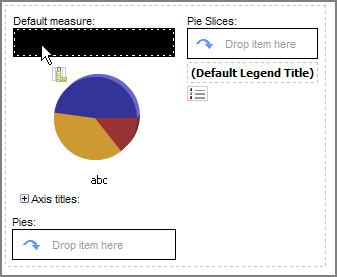 Default measure:
Pie Slices:
Drop item here
(Default Legend Title)
abc
Axis titles:
Pies:
Drop item here